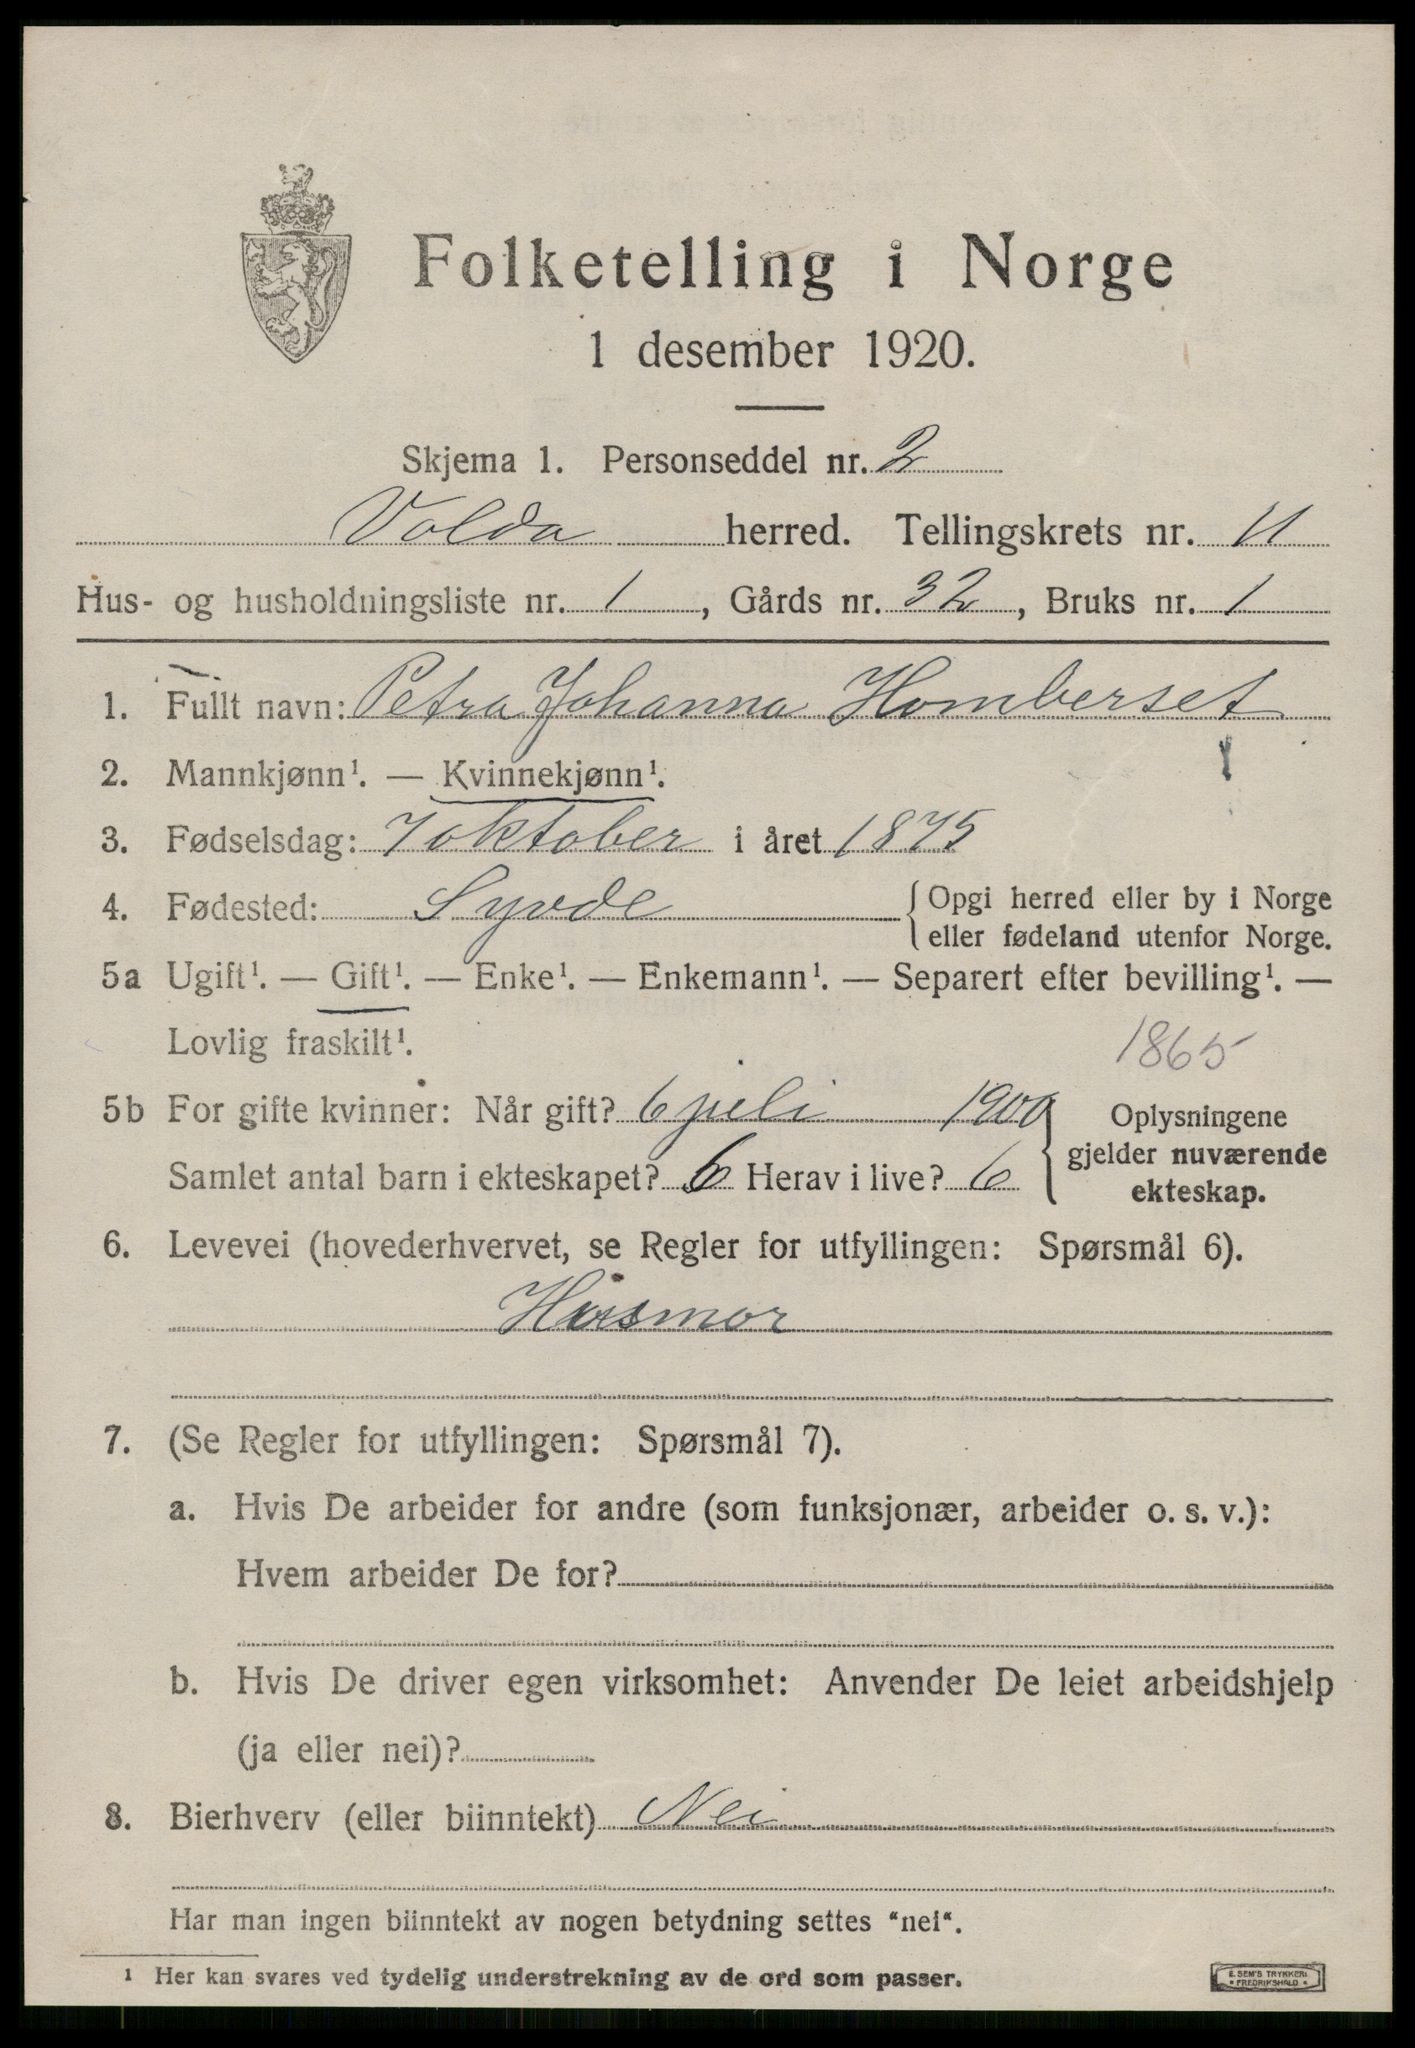 Folketelling i Norge
1 desember 1920.
Skjema 1. Personseddel nr. 2
Volda herred. Tellingskrets nr. 11
Hus- og husholdningsliste nr. 1, Gårds nr. 32, Bruks nr. 1
1. Fullt navn: Petra Johanna Homberset
2. Mannkjønn¹. — Kvinnekjønn¹.
3. Fødselsdag: 7 oktober i året 1875
4. Fødested: Syvde { Opgi herred eller by i Norge
eller fødeland utenfor Norge.
5a Ugift¹. — Gift¹. — Enke¹. — Enkemann¹. — Separert efter bevilling¹. —
Lovlig fraskilt¹. 1865
5b For gifte kvinner: Når gift? 6 juli 1900 { Oplysningene
gjelder nuværende
ekteskap.
Samlet antal barn i ekteskapet? 6 Herav i live? 6
6. Levevei (hovederhvervet, se Regler for utfyllingen: Spørsmål 6).
Husmor
7. (Se Regler for utfyllingen: Spørsmål 7).
a. Hvis De arbeider for andre (som funksjonær, arbeider o. s. v.):
Hvem arbeider De for?
b. Hvis De driver egen virksomhet: Anvender De leiet arbeidshjelp
(ja eller nei)?
8. Bierhverv (eller biinntekt) Nei
Har man ingen biinntekt av nogen betydning settes "nei".
¹ Her kan svares ved tydelig understrekning av de ord som passer.
E. SEM'S TRYKKERI
• FREDRIKSHALD •